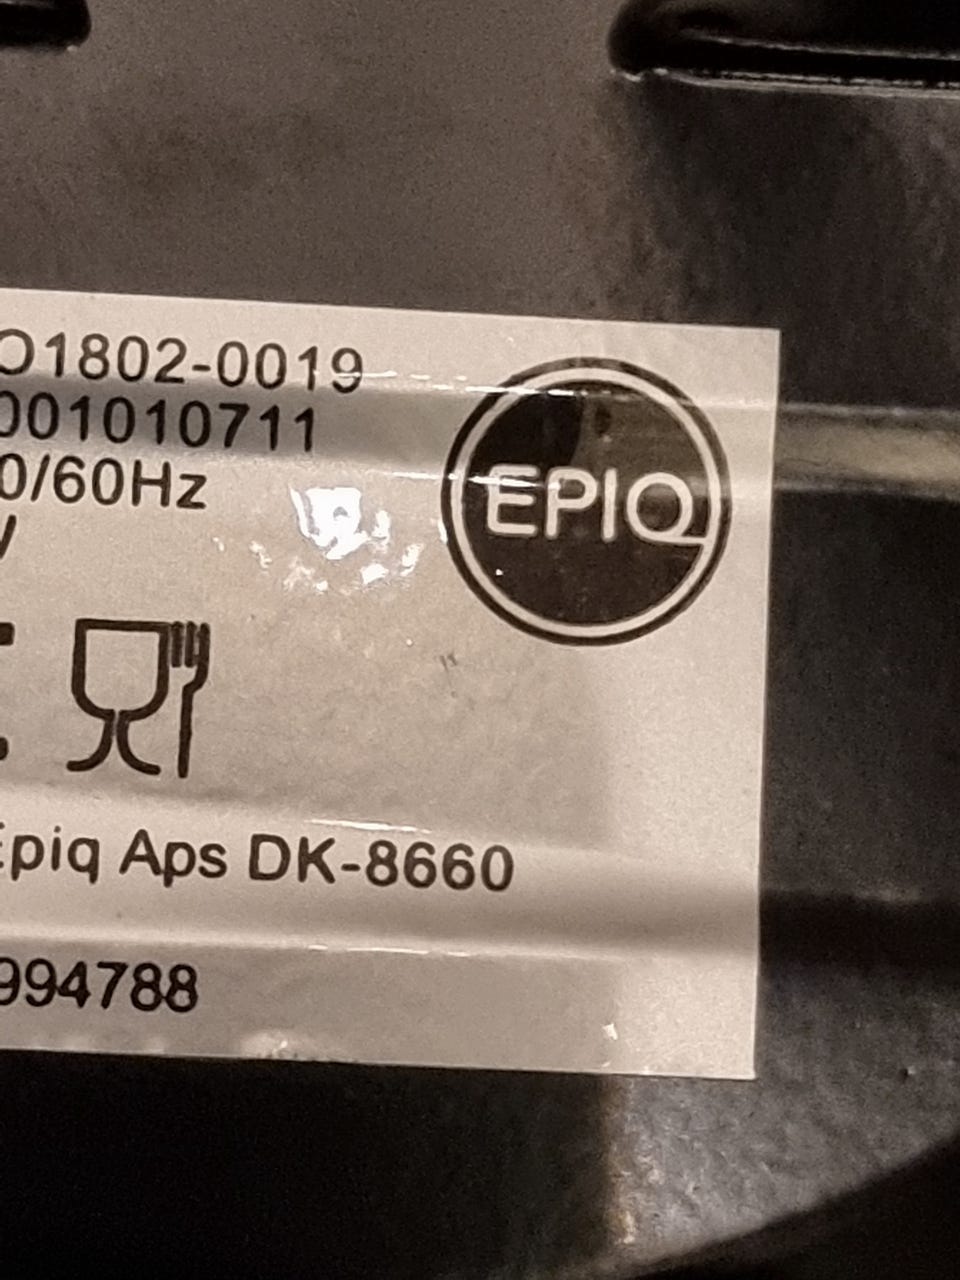 O1802-0019
001010711
0/60Hz
EPIQ
Epiq Aps DK-8660
994788